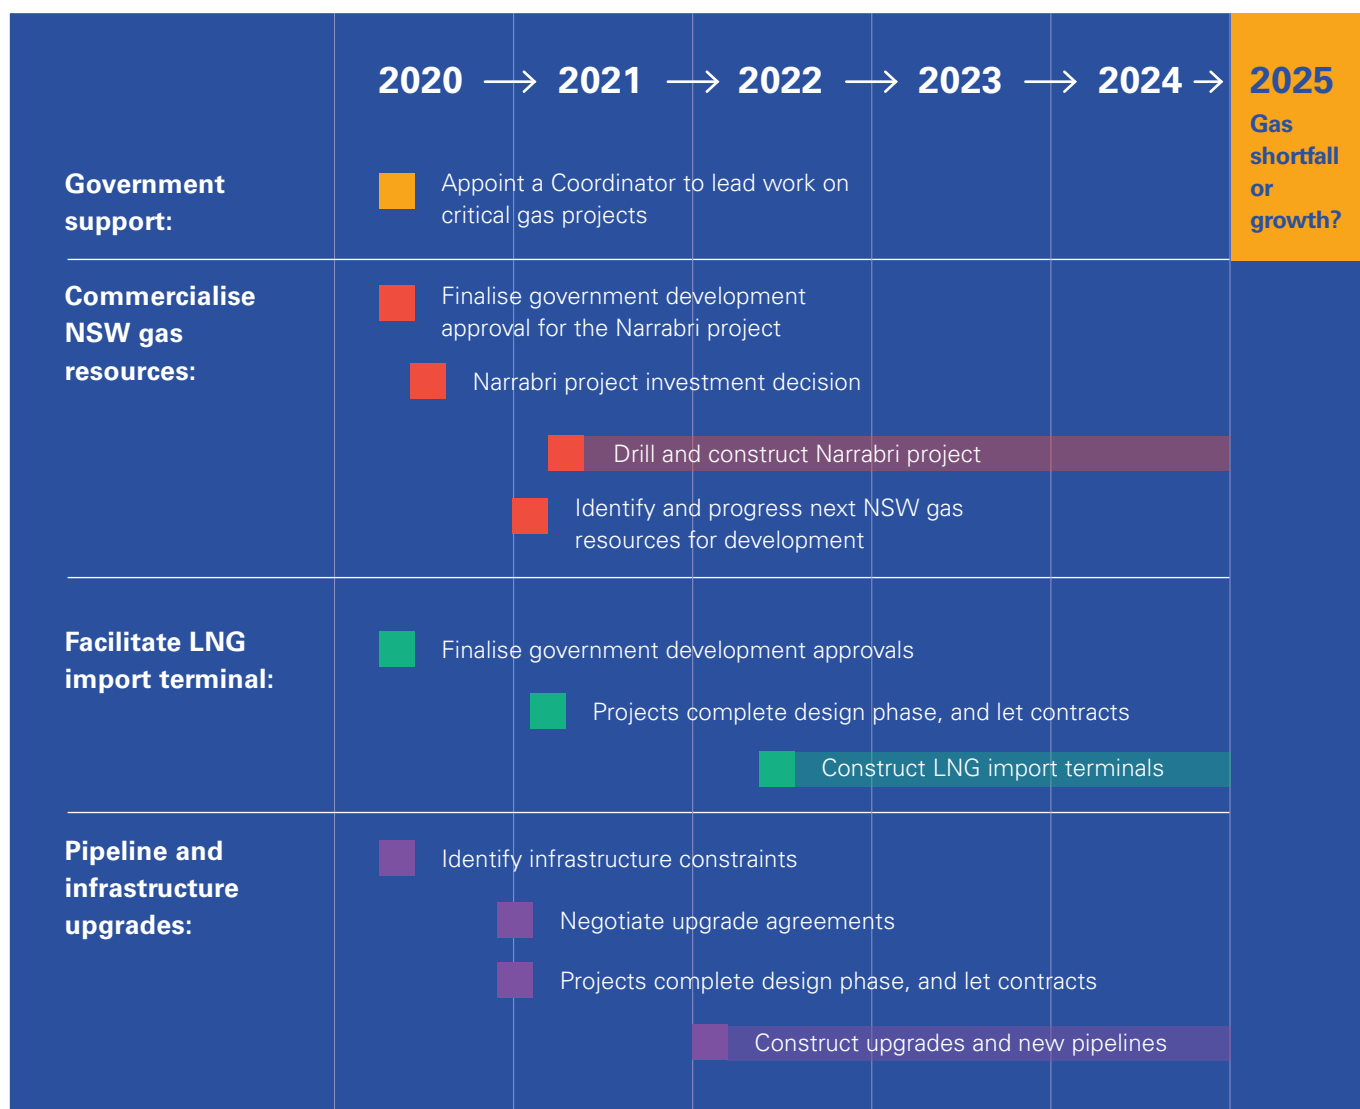 2020 → 2021 → 2022 → 2023 → 2024 → 2025
Gas
shortfall
or
growth?
Government
support:
Appoint a Coordinator to lead work on
critical gas projects
Commercialise
NSW gas
resources:
Finalise government development
approval for the Narrabri project
Narrabri project investment decision
Drill and construct Narrabri project
Identify and progress next NSW gas
resources for development
Facilitate LNG
import terminal:
Finalise government development approvals
Projects complete design phase, and let contracts
Construct LNG import terminals
Pipeline and
infrastructure
upgrades:
Identify infrastructure constraints
Negotiate upgrade agreements
Projects complete design phase, and let contracts
Construct upgrades and new pipelines